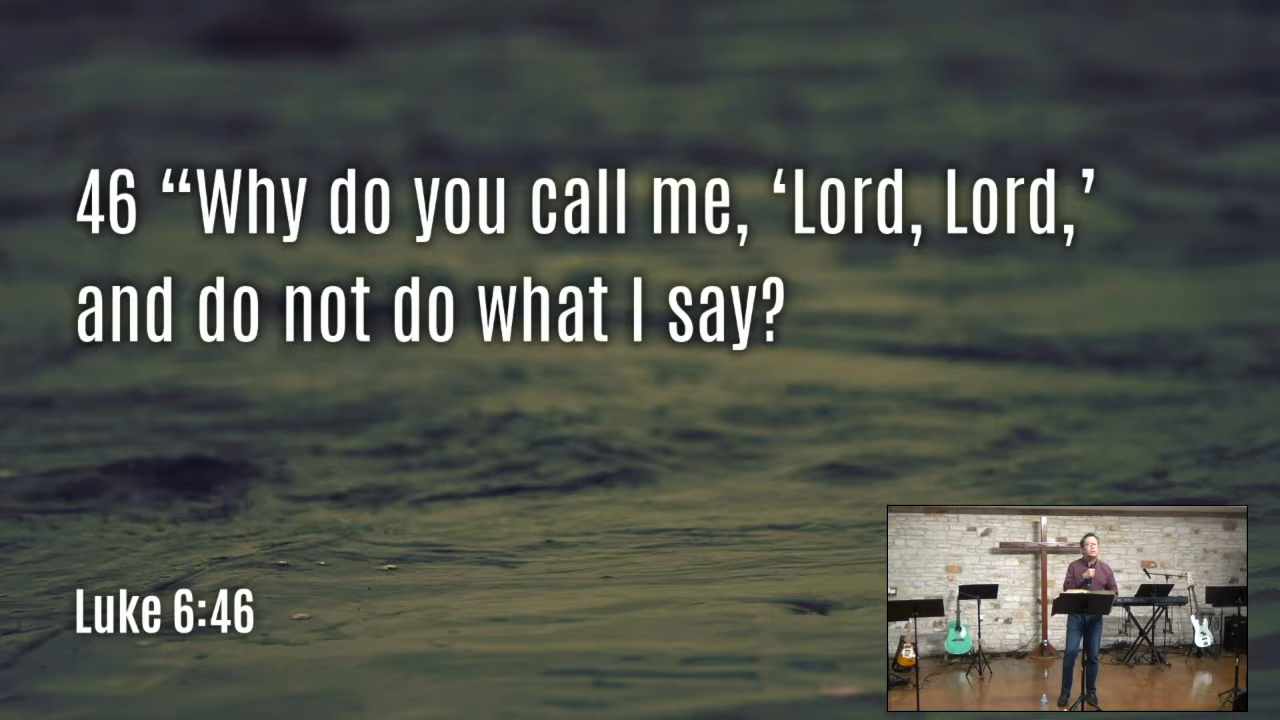 46 “Why do you call me, ‘Lord, Lord,’
and do not do what I say?
Luke 6:46